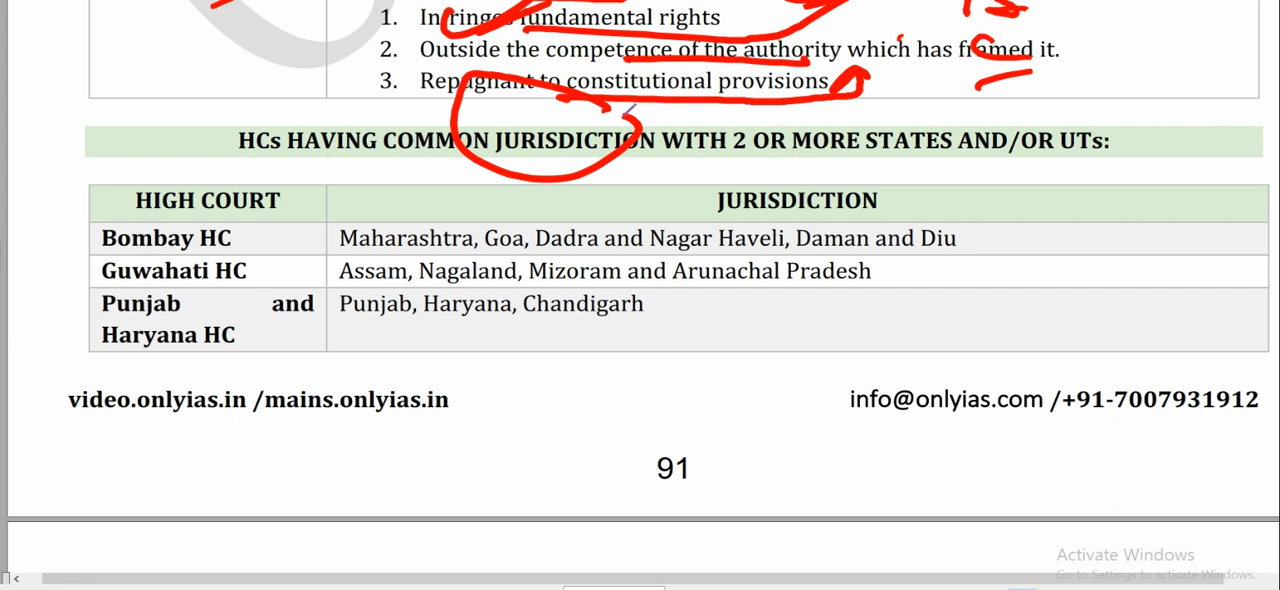 1. Infringes fundamental rights
2. Outside the competence of the authority which has framed it.
3. Repugnant to constitutional provisions
HCs HAVING COMMON JURISDICTION WITH 2 OR MORE STATES AND/OR UTs:
HIGH COURT JURISDICTION
Bombay HC Maharashtra, Goa, Dadra and Nagar Haveli, Daman and Diu
Guwahati HC Assam, Nagaland, Mizoram and Arunachal Pradesh
Punjab and Punjab, Haryana, Chandigarh
Haryana HC
video.onlyias.in /mains.onlyias.in info@onlyias.com /+91-7007931912
91
Activate Windows
Go to Settings to activate Windows.